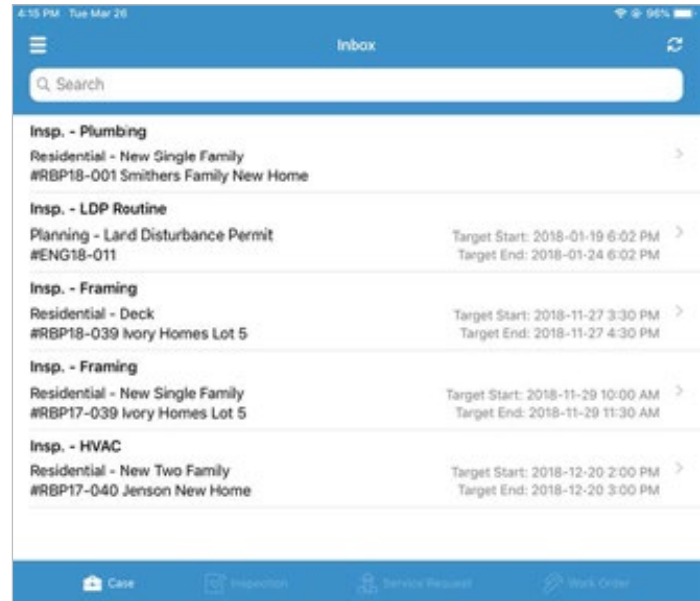 4:15 PM Tue Mar 26 96%
Inbox
Search
Insp. - Plumbing
Residential - New Single Family
#RBP18-001 Smithers Family New Home
Insp. - LDP Routine
Planning - Land Disturbance Permit Target Start: 2018-01-19 6:02 PM
#ENG18-011 Target End: 2018-01-24 6:02 PM
Insp. - Framing
Residential - Deck Target Start: 2018-11-27 3:30 PM
#RBP18-039 Ivory Homes Lot 5 Target End: 2018-11-27 4:30 PM
Insp. - Framing
Residential - New Single Family Target Start: 2018-11-29 10:00 AM
#RBP17-039 Ivory Homes Lot 5 Target End: 2018-11-29 11:30 AM
Insp. - HVAC
Residential - New Two Family Target Start: 2018-12-20 2:00 PM
#RBP17-040 Jenson New Home Target End: 2018-12-20 3:00 PM
Case Inspection Service Request Work Order